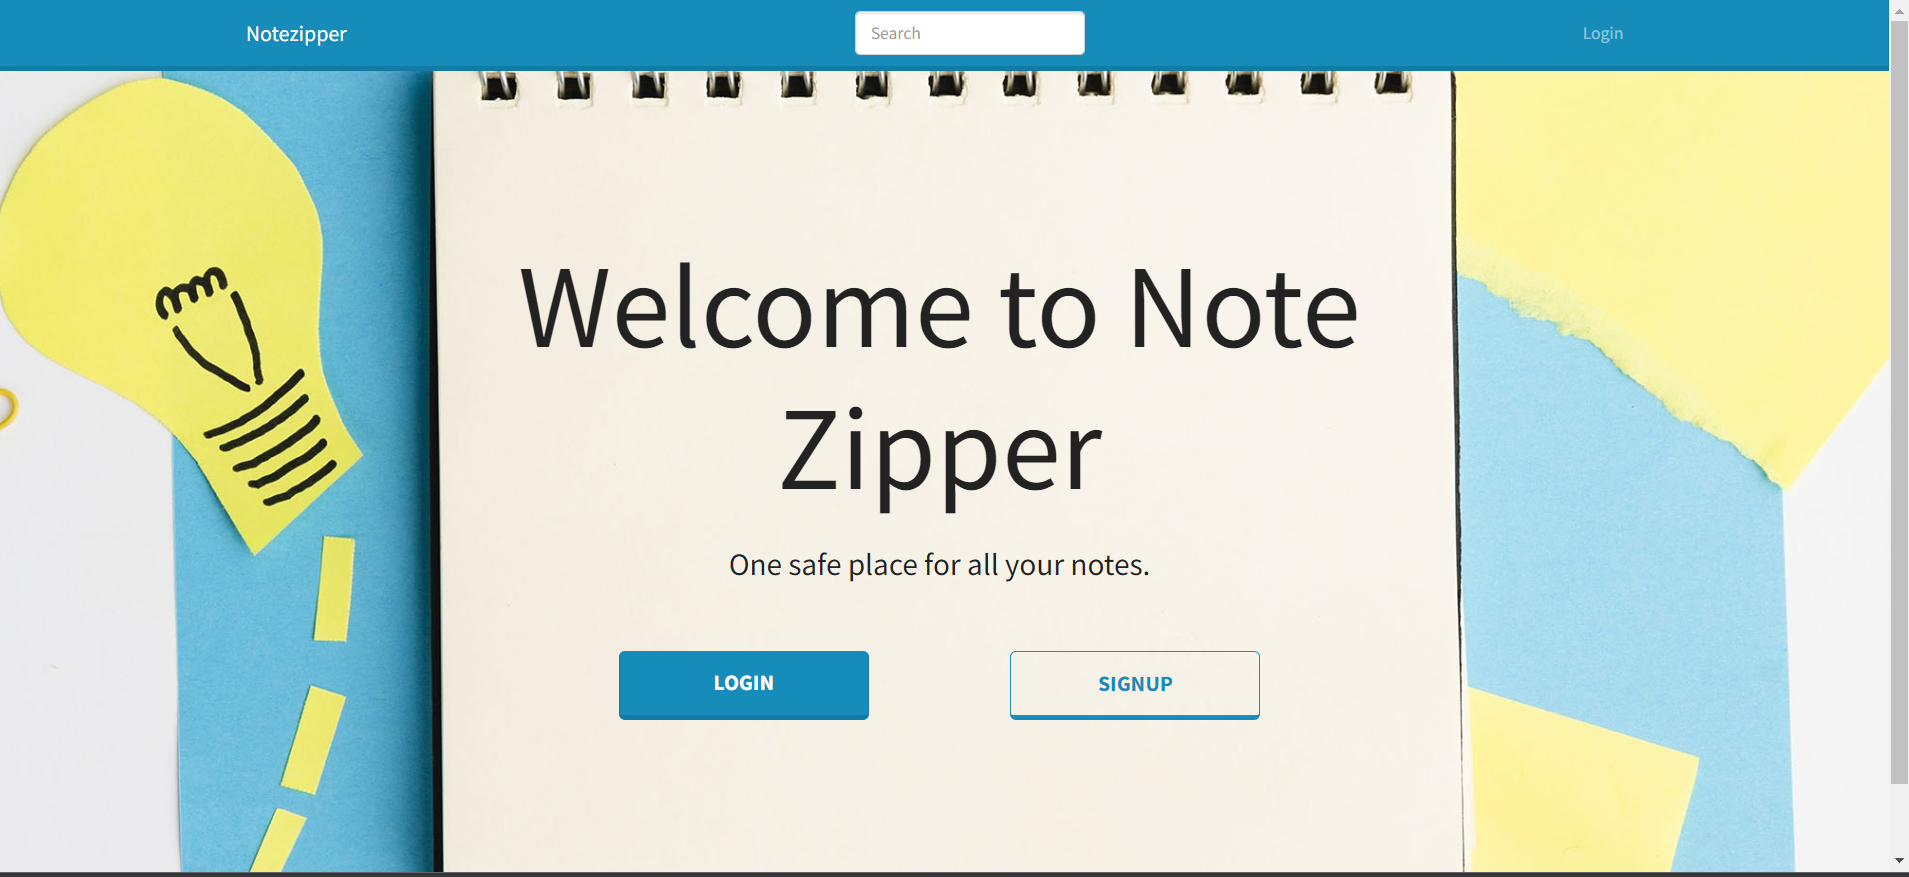 Notezipper
Search
Login
Welcome to Note
Zipper
One safe place for all your notes.
LOGIN
SIGNUP